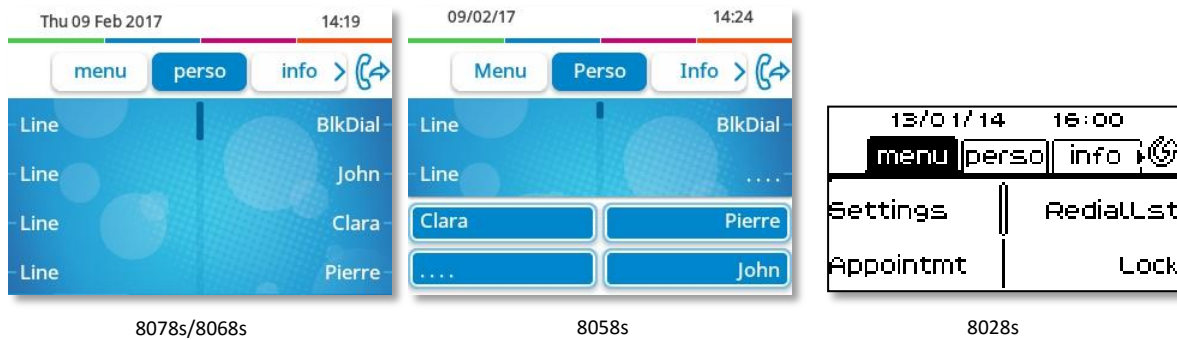 Thu 09 Feb 2017 14:19
menu perso info
Line BlkDial
Line John
Line Clara
Line Pierre
8078s/8068s
09/02/17 14:24
Menu Perso Info
Line BlkDial
Line ....
Clara Pierre
.... John
8058s
13/01/14 16:00
menu perso info
Settings RedialLst
Appointmt Lock
8028s